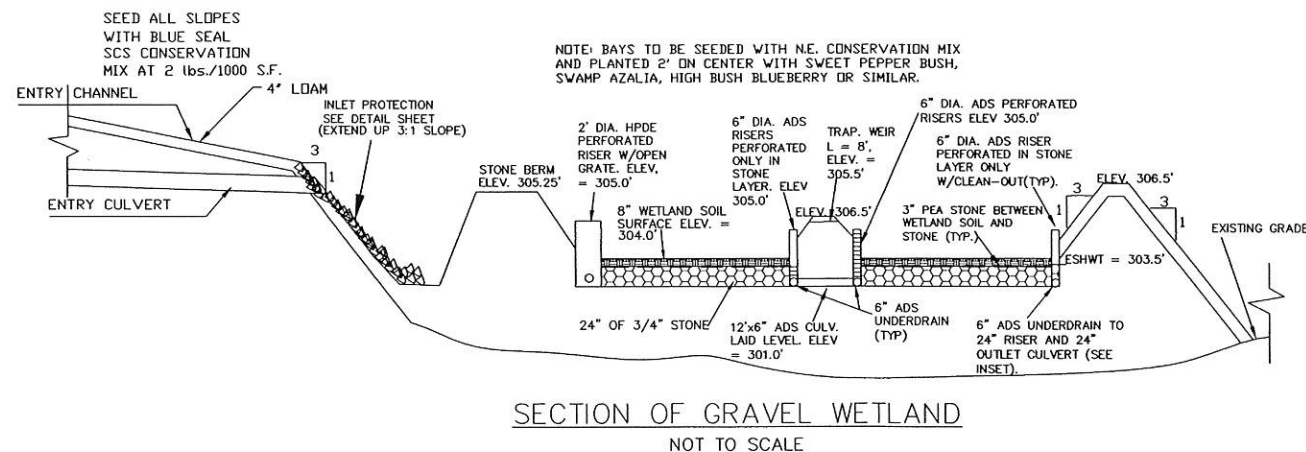 SEED ALL SLOPES
WITH BLUE SEAL
SCS CONSERVATION
MIX AT 2 lbs./1000 S.F.
ENTRY CHANNEL
4" LOAM
INLET PROTECTION
SEE DETAIL SHEET
(EXTEND UP 3:1 SLOPE)
3
1
ENTRY CULVERT
STONE BERM
ELEV. 305.25'
NOTE: BAYS TO BE SEEDED WITH N.E. CONSERVATION MIX
AND PLANTED 2' ON CENTER WITH SWEET PEPPER BUSH,
SWAMP AZALIA, HIGH BUSH BLUEBERRY OR SIMILAR.
2' DIA. HPDE
PERFORATED
RISER W/OPEN
GRATE. ELEV,
= 305.0'
8" WETLAND SOIL
SURFACE ELEV. =
304.0'
6" DIA. ADS
RISERS
PERFORATED
ONLY IN
STONE
LAYER. ELEV
305.0'
TRAP. WEIR
L = 8',
ELEV. =
305.5'
ELEV. 306.5'
6" DIA. ADS PERFORATED
RISERS ELEV 305.0'
6" DIA. ADS RISER
PERFORATED IN STONE
LAYER ONLY
W/CLEAN-OUT(TYP).
3" PEA STONE BETWEEN
WETLAND SOIL AND
STONE (TYP.)
ELEV. 306.5'
3
1
3
1
EXISTING GRADE
ESHWT = 303.5'
24" OF 3/4" STONE
12'x6" ADS CULV.
LAID LEVEL. ELEV
= 301.0'
6" ADS
UNDERDRAIN
(TYP)
6" ADS UNDERDRAIN TO
24" RISER AND 24"
OUTLET CULVERT (SEE
INSET).
SECTION OF GRAVEL WETLAND
NOT TO SCALE